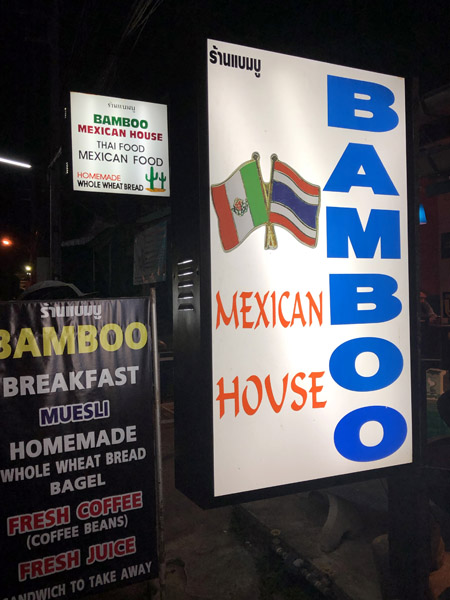 ร้านแบมบู
BAMBOO
MEXICAN HOUSE
THAI FOOD
MEXICAN FOOD
HOMEMADE
WHOLE WHEAT BREAD
ร้านแบมบู
BAMBOO
MEXICAN
HOUSE
ร้านแบมบู
BAMBOO
BREAKFAST
MUESLI
HOMEMADE
WHOLE WHEAT BREAD
BAGEL
FRESH COFFEE
(COFFEE BEANS)
FRESH JUICE
SANDWICH TO TAKE AWAY